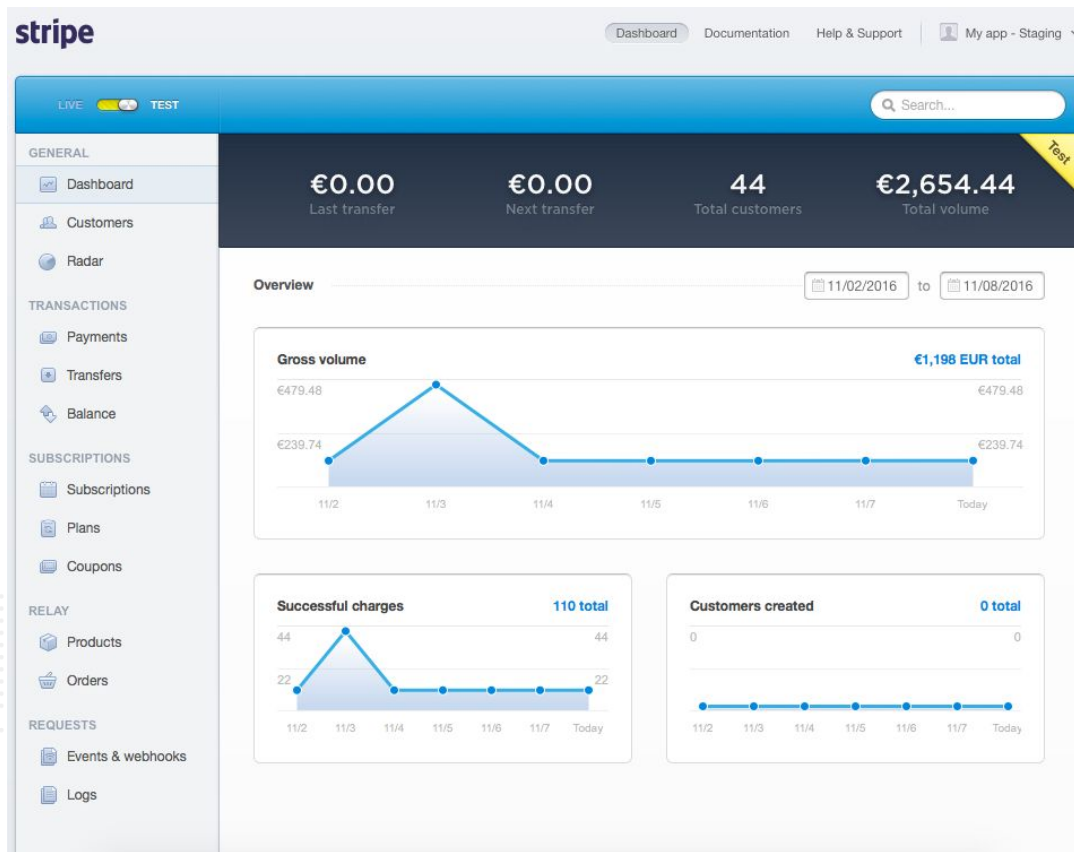 stripe
Dashboard Documentation Help & Support My app - Staging
LIVE TEST
Search...
GENERAL
Dashboard
Customers
Radar
TRANSACTIONS
Payments
Transfers
Balance
SUBSCRIPTIONS
Subscriptions
Plans
Coupons
RELAY
Products
Orders
REQUESTS
Events & webhooks
Logs
Test
€0.00 €0.00 44 €2,654.44
Last transfer Next transfer Total customers Total volume
Overview 11/02/2016 to 11/08/2016
Gross volume €1,198 EUR total
€479.48 €479.48
€239.74 €239.74
11/2 11/3 11/4 11/5 11/6 11/7 Today
Successful charges 110 total
44 44
22 22
11/2 11/3 11/4 11/5 11/6 11/7 Today
Customers created 0 total
0 0
11/2 11/3 11/4 11/5 11/6 11/7 Today